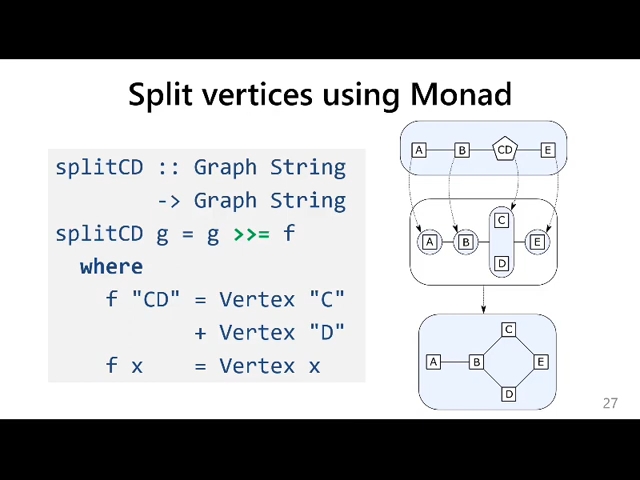 Split vertices using Monad
splitCD :: Graph String
-> Graph String
splitCD g = g >>= f
where
f "CD" = Vertex "C"
+ Vertex "D"
f x = Vertex x
A B CD E
C
A B E
D
C
A B E
D
27